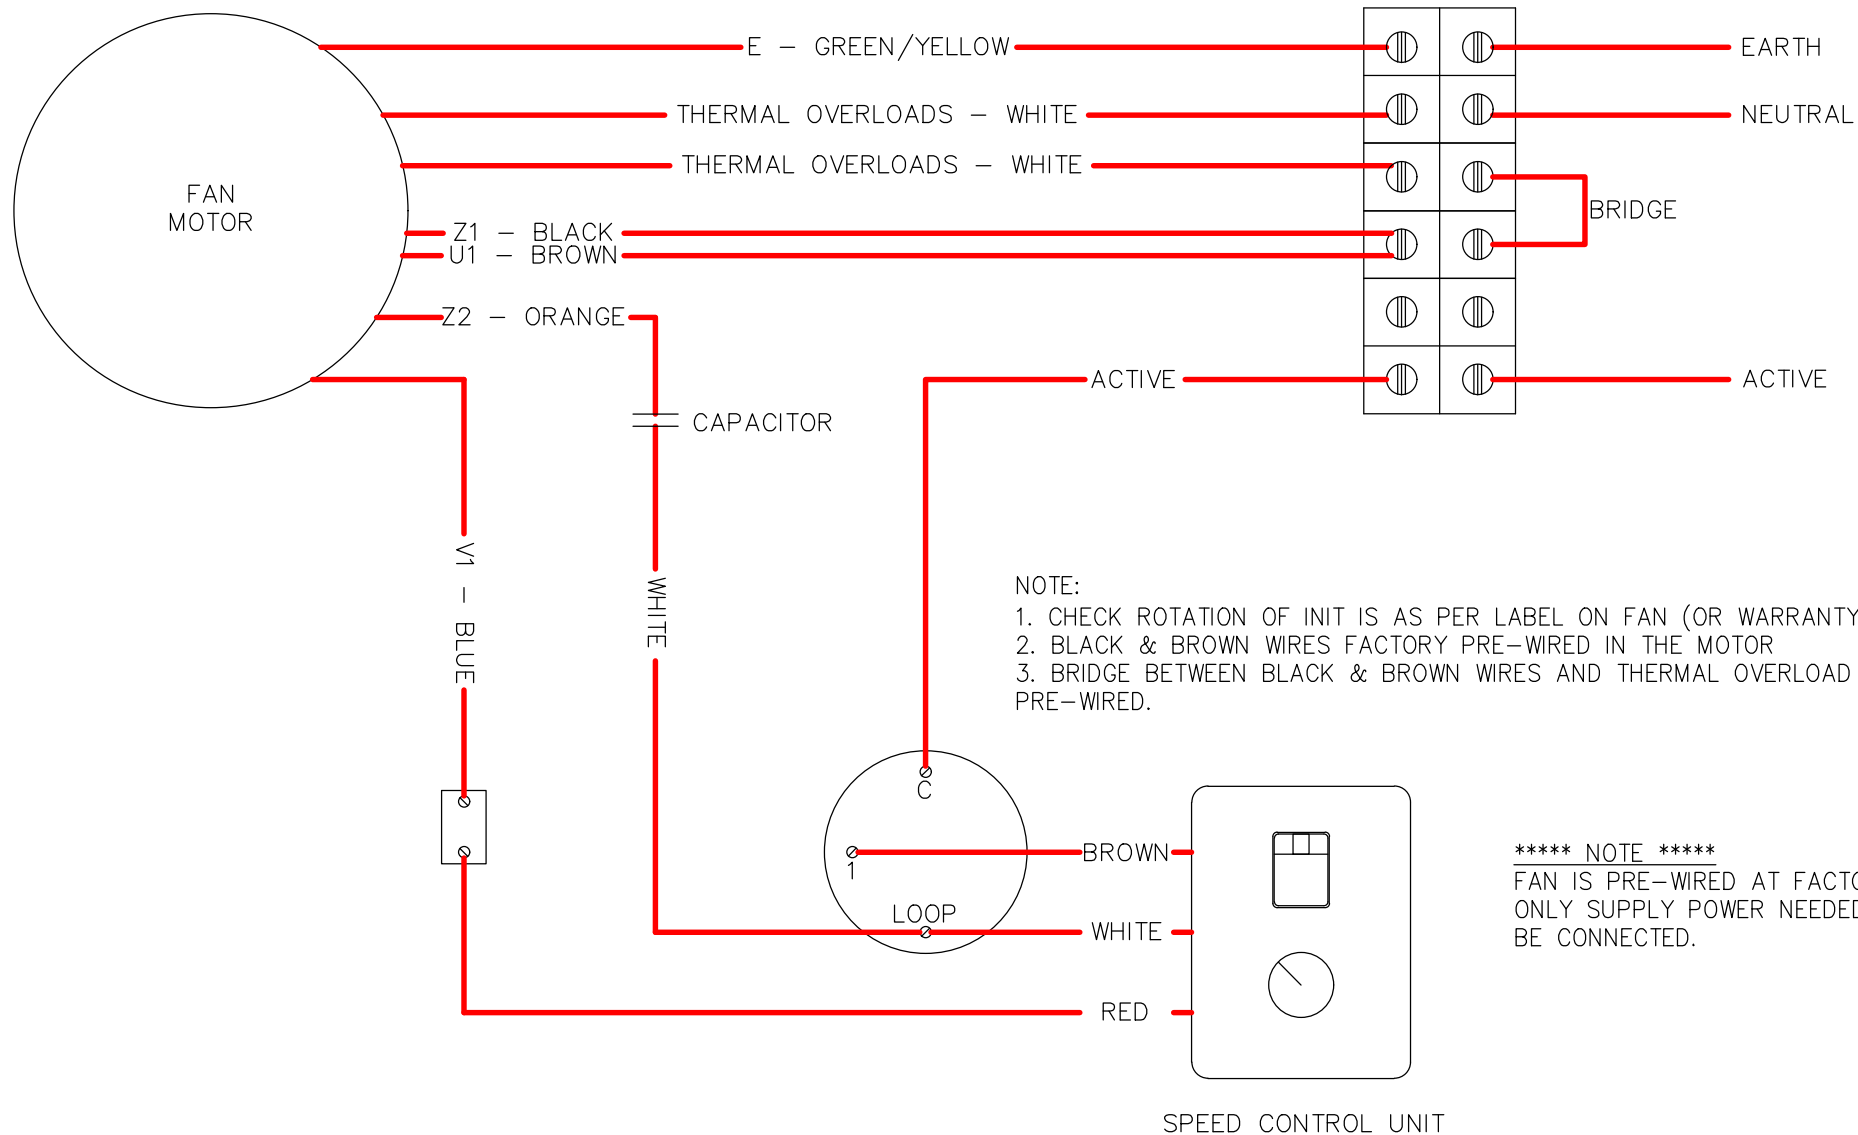 E - GREEN/YELLOW
EARTH
THERMAL OVERLOADS - WHITE
NEUTRAL
THERMAL OVERLOADS - WHITE
FAN
MOTOR
BRIDGE
Z1 - BLACK
U1 - BROWN
Z2 - ORANGE
ACTIVE
ACTIVE
CAPACITOR
V1 - BLUE
WHITE
NOTE:
1. CHECK ROTATION OF INIT IS AS PER LABEL ON FAN (OR WARRANTY
2. BLACK & BROWN WIRES FACTORY PRE-WIRED IN THE MOTOR
3. BRIDGE BETWEEN BLACK & BROWN WIRES AND THERMAL OVERLOAD
PRE-WIRED.
C
1
BROWN
LOOP
WHITE
RED
***** NOTE *****
FAN IS PRE-WIRED AT FACTO
ONLY SUPPLY POWER NEEDED
BE CONNECTED.
SPEED CONTROL UNIT